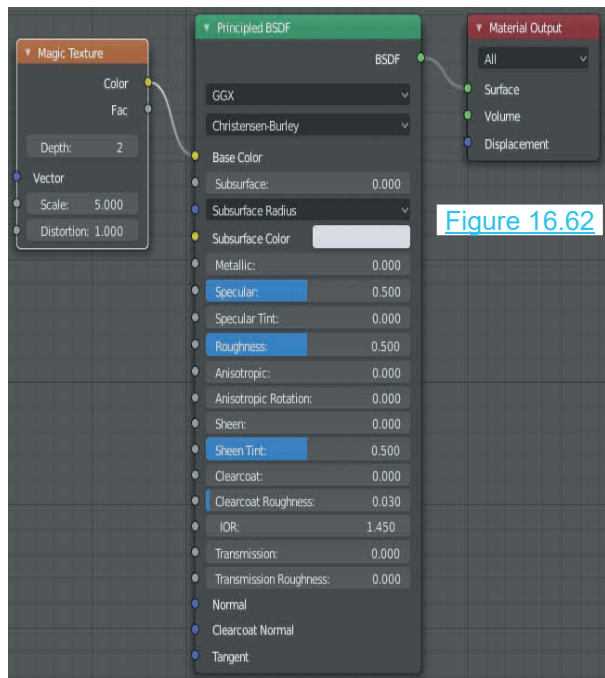 Magic Texture
Color
Fac
Depth: 2
Vector
Scale: 5.000
Distortion: 1.000
Principled BSDF
BSDF
GGX
Christensen-Burley
Base Color
Subsurface: 0.000
Subsurface Radius
Subsurface Color
Metallic: 0.000
Specular: 0.500
Specular Tint: 0.000
Roughness: 0.500
Anisotropic: 0.000
Anisotropic Rotation: 0.000
Sheen: 0.000
Sheen Tint: 0.500
Clearcoat: 0.000
Clearcoat Roughness: 0.030
IOR: 1.450
Transmission: 0.000
Transmission Roughness: 0.000
Normal
Clearcoat Normal
Tangent
Material Output
All
Surface
Volume
Displacement
Figure 16.62